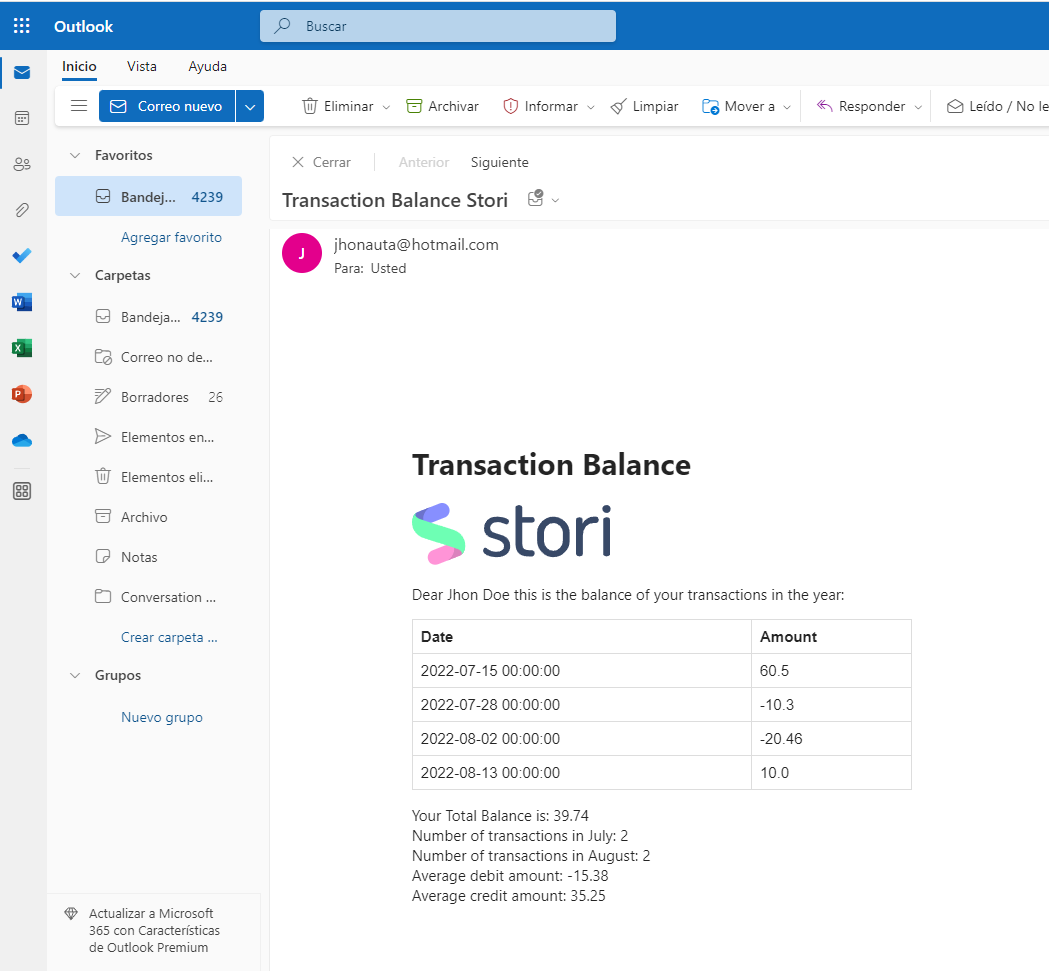 Outlook
Buscar
Inicio Vista Ayuda
Correo nuevo Eliminar Archivar Informar Limpiar Mover a Responder Leído / No le
Favoritos
Bandej... 4239
Agregar favorito
Carpetas
Bandeja... 4239
Correo no de...
Borradores 26
Elementos en...
Elementos eli...
Archivo
Notas
Conversation ...
Crear carpeta ...
Grupos
Nuevo grupo
Actualizar a Microsoft
365 con Características
de Outlook Premium
Cerrar Anterior Siguiente
Transaction Balance Stori
J
jhonauta@hotmail.com
Para: Usted
Transaction Balance
stori
Dear Jhon Doe this is the balance of your transactions in the year:
Date Amount
2022-07-15 00:00:00 60.5
2022-07-28 00:00:00 -10.3
2022-08-02 00:00:00 -20.46
2022-08-13 00:00:00 10.0
Your Total Balance is: 39.74
Number of transactions in July: 2
Number of transactions in August: 2
Average debit amount: -15.38
Average credit amount: 35.25